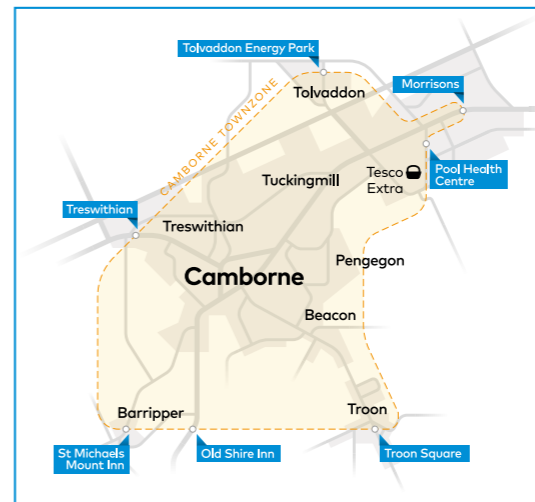 Tolvaddon Energy Park
Morrisons
Tolvaddon
CAMBORNE TOWNZONE
Tesco
Extra
Pool Health
Centre
Tuckingmill
Treswithian
Treswithian
Pengegon
Camborne
Beacon
Barripper
Troon
St Michaels
Mount Inn
Old Shire Inn
Troon Square